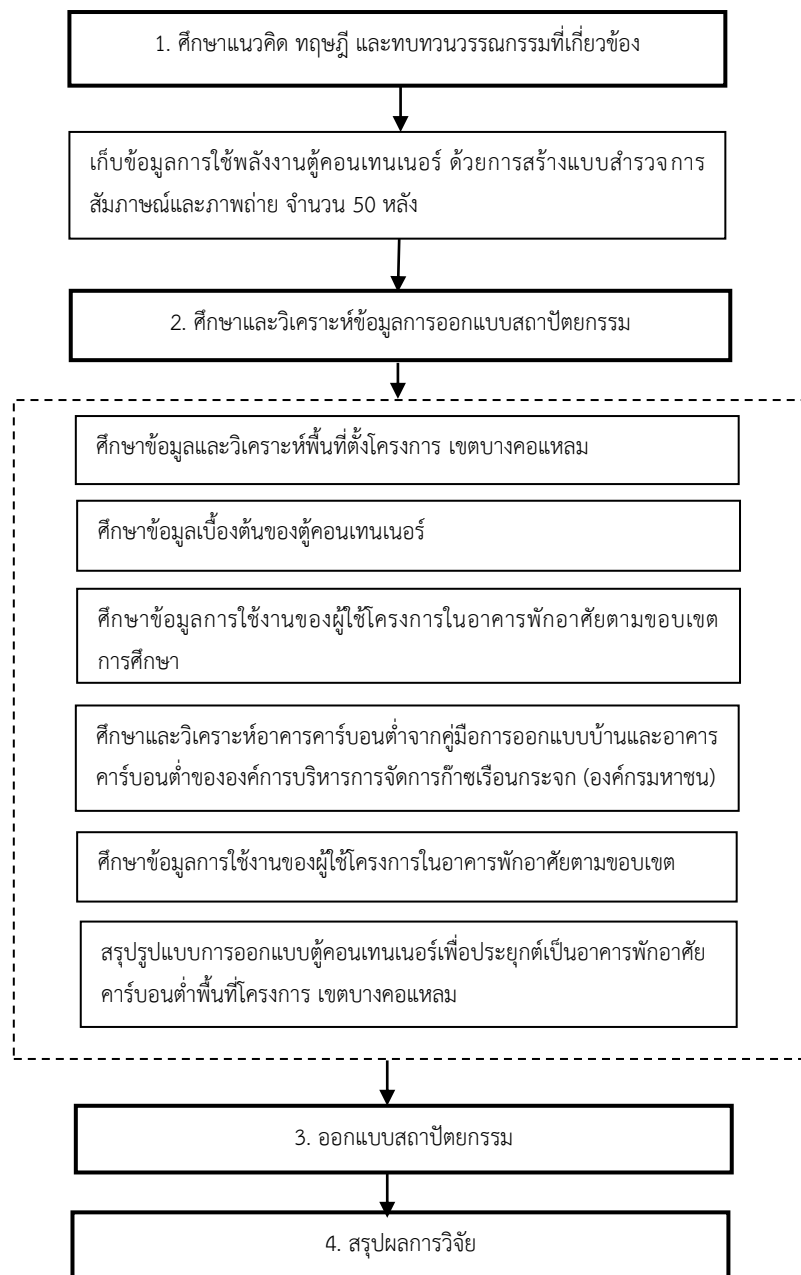 1. ศึกษาแนวคิด ทฤษฎี และทบทวนวรรณกรรมที่เกี่ยวข้อง
เก็บข้อมูลการใช้พลังงานตู้คอนเทนเนอร์ ด้วยการสร้างแบบสำรวจการ
สัมภาษณ์และภาพถ่าย จำนวน 50 หลัง
2. ศึกษาและวิเคราะห์ข้อมูลการออกแบบสถาปัตยกรรม
ศึกษาข้อมูลและวิเคราะห์พื้นที่ตั้งโครงการ เขตบางคอแหลม
ศึกษาข้อมูลเบื้องต้นของตู้คอนเทนเนอร์
ศึกษาข้อมูลการใช้งานของผู้ใช้โครงการในอาคารพักอาศัยตามขอบเขต
การศึกษา
ศึกษาและวิเคราะห์อาคารคาร์บอนต่ำจากคู่มือการออกแบบบ้านและอาคาร
คาร์บอนต่ำขององค์การบริหารการจัดการก๊าซเรือนกระจก (องค์กรมหาชน)
ศึกษาข้อมูลการใช้งานของผู้ใช้โครงการในอาคารพักอาศัยตามขอบเขต
สรุปรูปแบบการออกแบบตู้คอนเทนเนอร์เพื่อประยุกต์เป็นอาคารพักอาศัย
คาร์บอนต่ำพื้นที่โครงการ เขตบางคอแหลม
3. ออกแบบสถาปัตยกรรม
4. สรุปผลการวิจัย